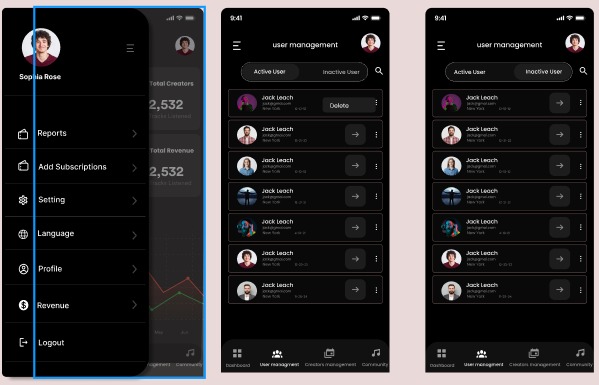 Sophia Rose
Reports
Add Subscriptions
Setting
Language
Profile
Revenue
Logout
Total Creators
2,532
Tracks Listened
Total Revenue
2,532
Tracks Listened
Community
9:41
user management
Active User
Inactive User
Jack Leach
jack@gmail.com
New York
Delete
Jack Leach
jack@gmail.com
New York
Jack Leach
jack@gmail.com
New York
Jack Leach
jack@gmail.com
New York
Jack Leach
jack@gmail.com
New York
Jack Leach
jack@gmail.com
New York
Jack Leach
jack@gmail.com
New York
Dashboard
User managment
Creators management
Community
9:41
user management
Active User
Inactive User
Jack Leach
jack@gmail.com
New York
Jack Leach
jack@gmail.com
New York
Jack Leach
jack@gmail.com
New York
Jack Leach
jack@gmail.com
New York
Jack Leach
jack@gmail.com
New York
Jack Leach
jack@gmail.com
New York
Jack Leach
jack@gmail.com
New York
Dashboard
User managment
Creators management
Community